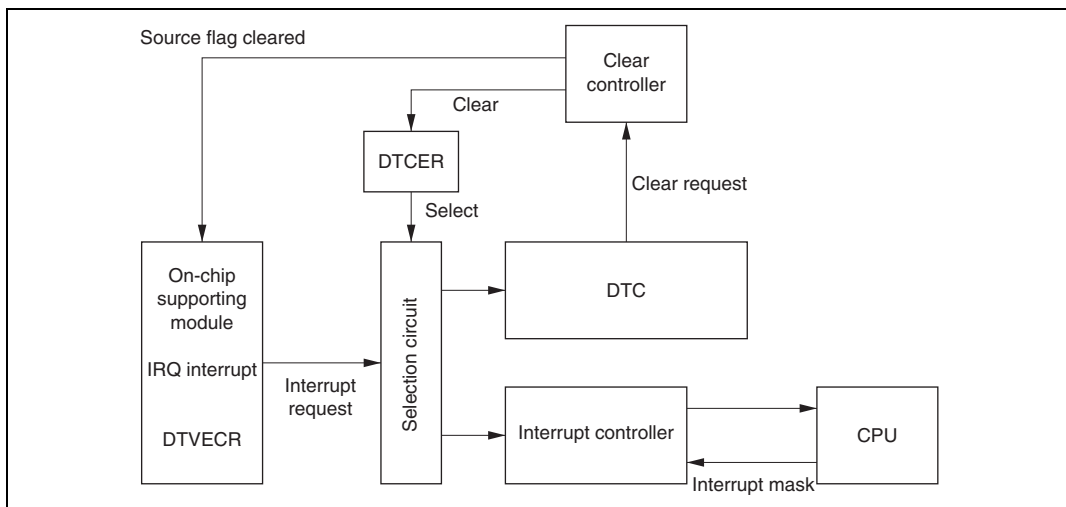 Source flag cleared
Clear
controller
Clear
DTCER
Clear request
Select
On-chip
supporting
module
IRQ interrupt
DTVECR
Interrupt
request
Selection circuit
DTC
Interrupt controller
CPU
Interrupt mask